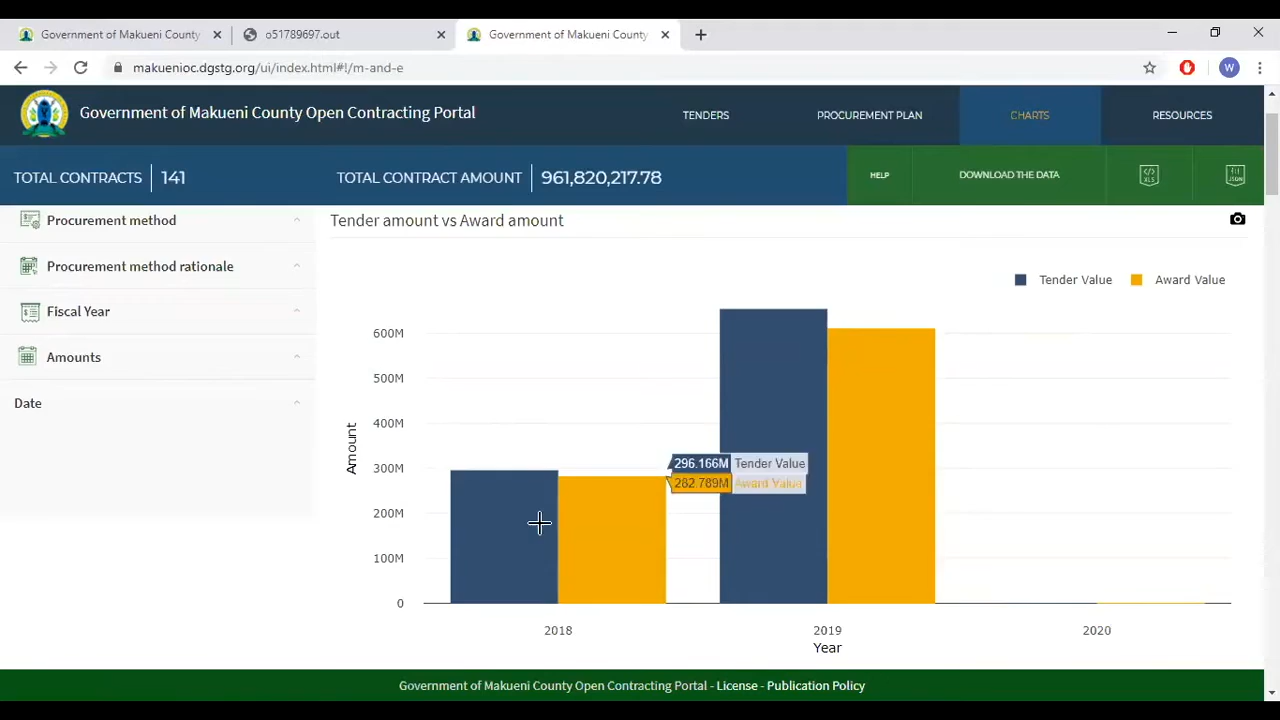 Government of Makueni County
o51789697.out
Government of Makueni County
makuenioc.dgstg.org/ui/index.html#!/m-and-e
W
Government of Makueni County Open Contracting Portal
TENDERS
PROCUREMENT PLAN
CHARTS
RESOURCES
TOTAL CONTRACTS 141
TOTAL CONTRACT AMOUNT 961,820,217.78
HELP
DOWNLOAD THE DATA
XLS
JSON
Procurement method
Procurement method rationale
Fiscal Year
Amounts
Date
Tender amount vs Award amount
Tender Value
Award Value
600M
500M
400M
300M
200M
100M
0
Amount
296.166M Tender Value
282.789M Award Value
2018
2019
2020
Year
Government of Makueni County Open Contracting Portal - License - Publication Policy